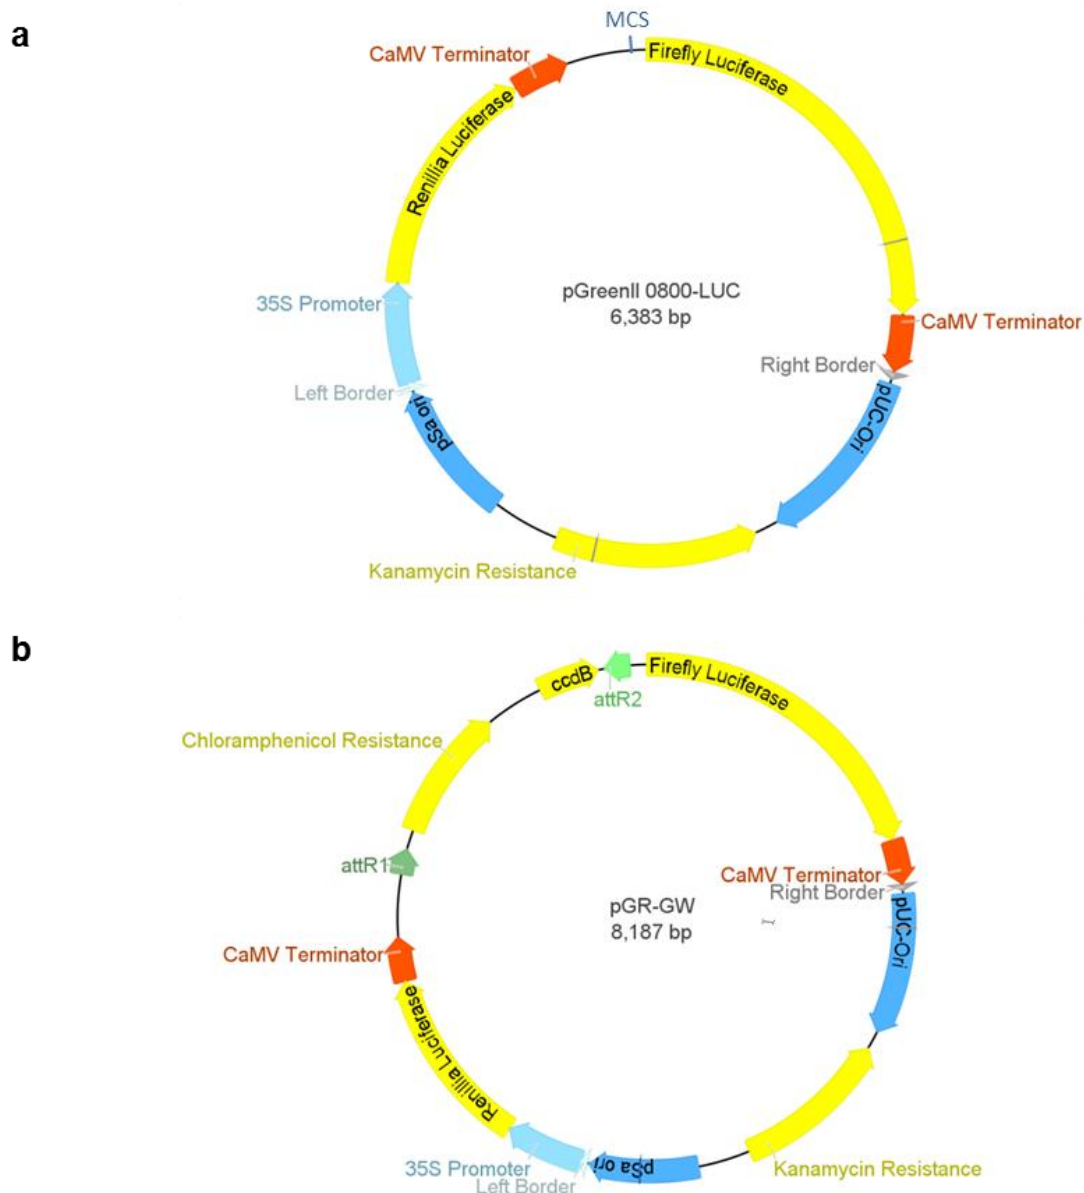 a
MCS
CaMV Terminator
Firefly Luciferase
Renillia Luciferase
35S Promoter
pGreenII 0800-LUC
6,383 bp
CaMV Terminator
Right Border
Left Border
pSa ori
pUC-Ori
Kanamycin Resistance
b
ccdB
attR2
Firefly Luciferase
Chloramphenicol Resistance
attR1
CaMV Terminator
Right Border
pGR-GW
8,187 bp
pUC-Ori
CaMV Terminator
Renillia Luciferase
35S Promoter
Left Border
pSa ori
Kanamycin Resistance